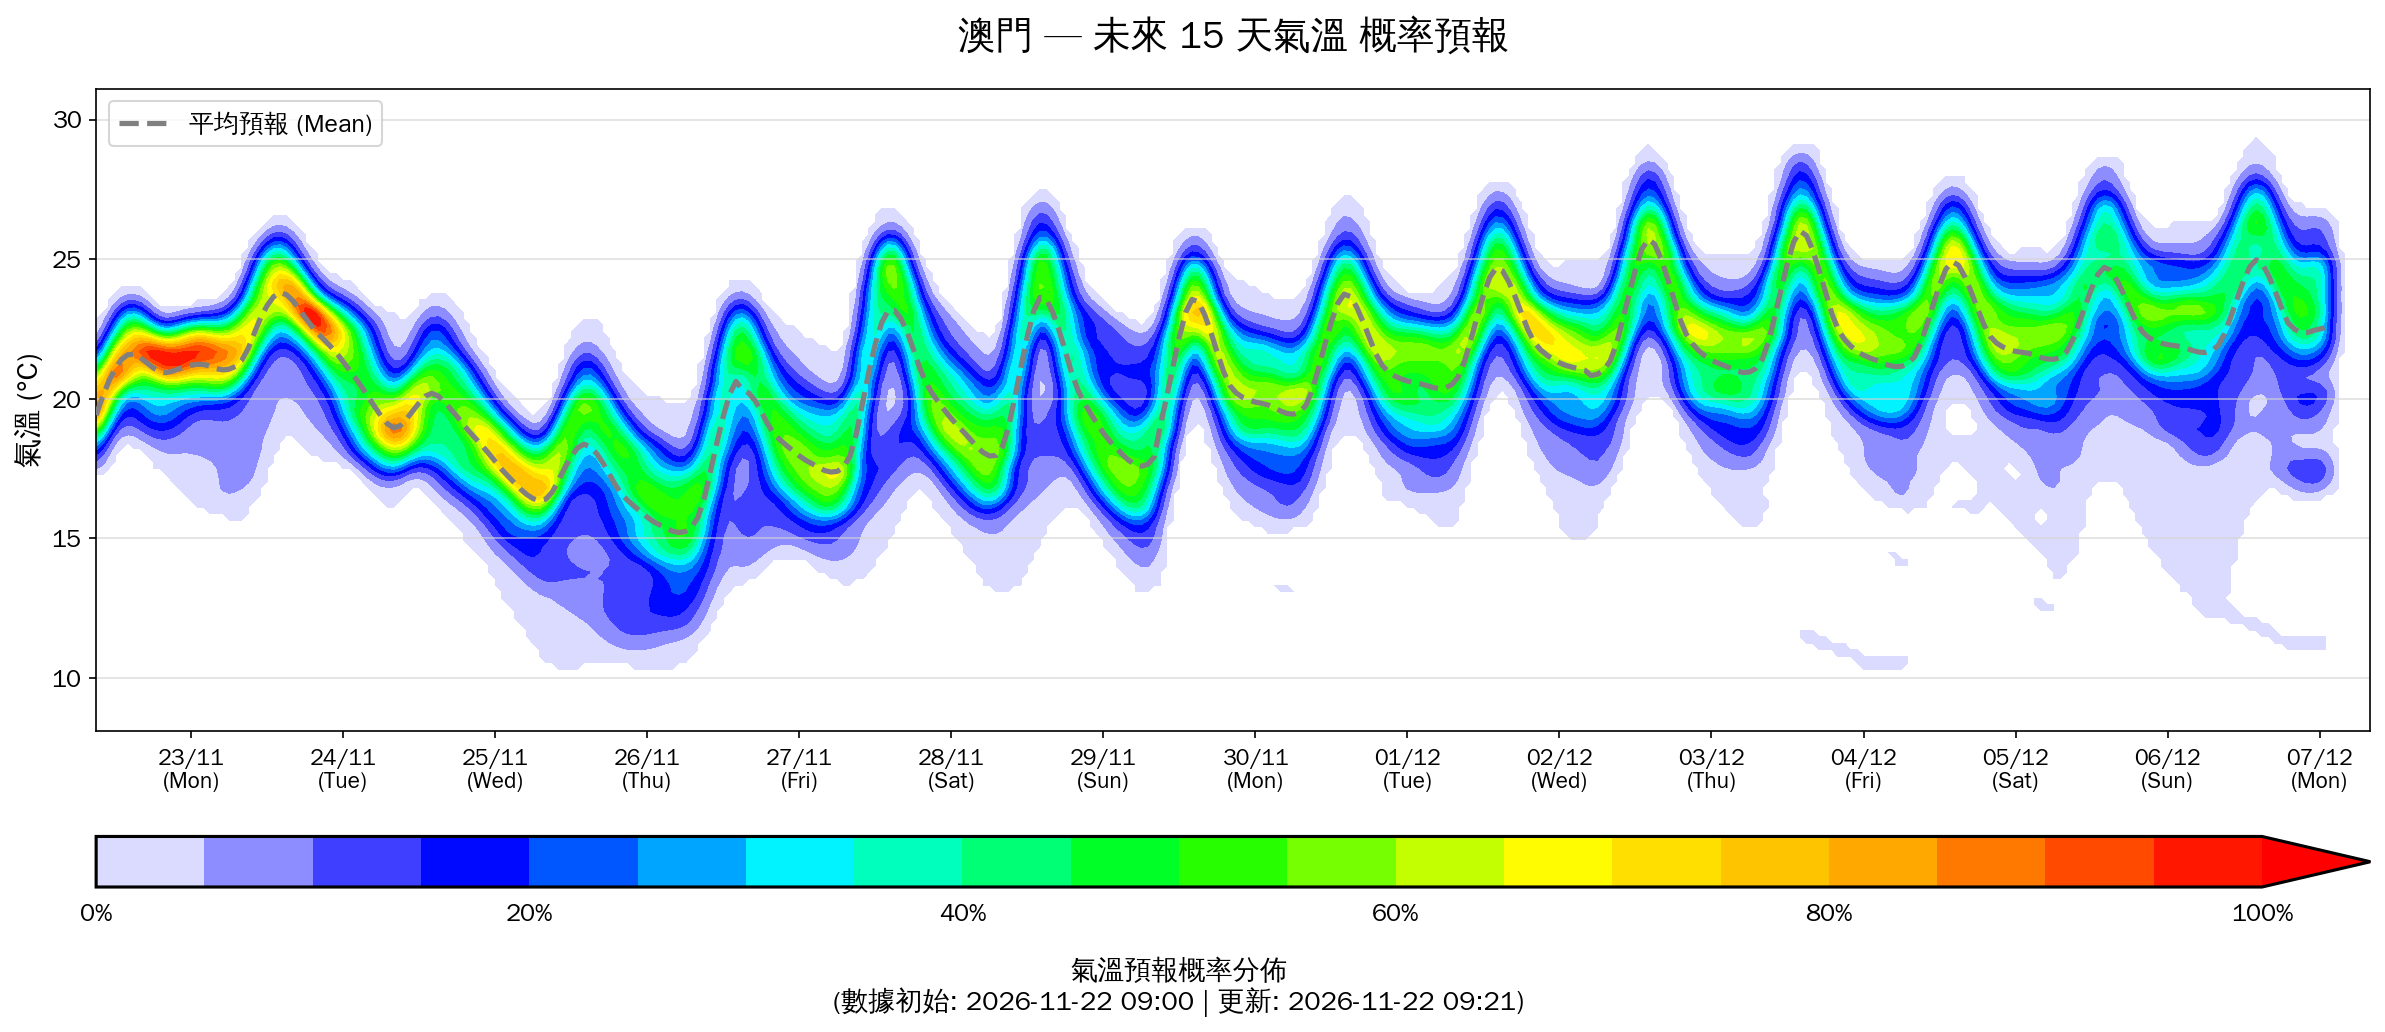 澳門 — 未來 15 天氣溫 概率預報
平均預報 (Mean)
氣溫 (°C)
30
25
20
15
10
23/11 (Mon)
24/11 (Tue)
25/11 (Wed)
26/11 (Thu)
27/11 (Fri)
28/11 (Sat)
29/11 (Sun)
30/11 (Mon)
01/12 (Tue)
02/12 (Wed)
03/12 (Thu)
04/12 (Fri)
05/12 (Sat)
06/12 (Sun)
07/12 (Mon)
0% 20% 40% 60% 80% 100%
氣溫預報概率分佈
(數據初始: 2026-11-22 09:00 | 更新: 2026-11-22 09:21)